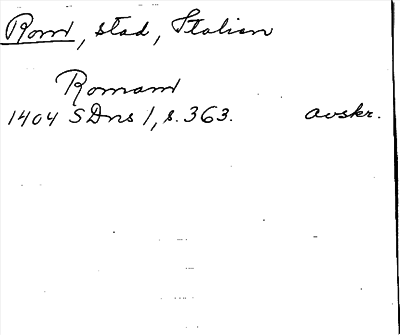 Rom, stad, Italien
Romam
1404 SDns 1, s. 363. avskr.